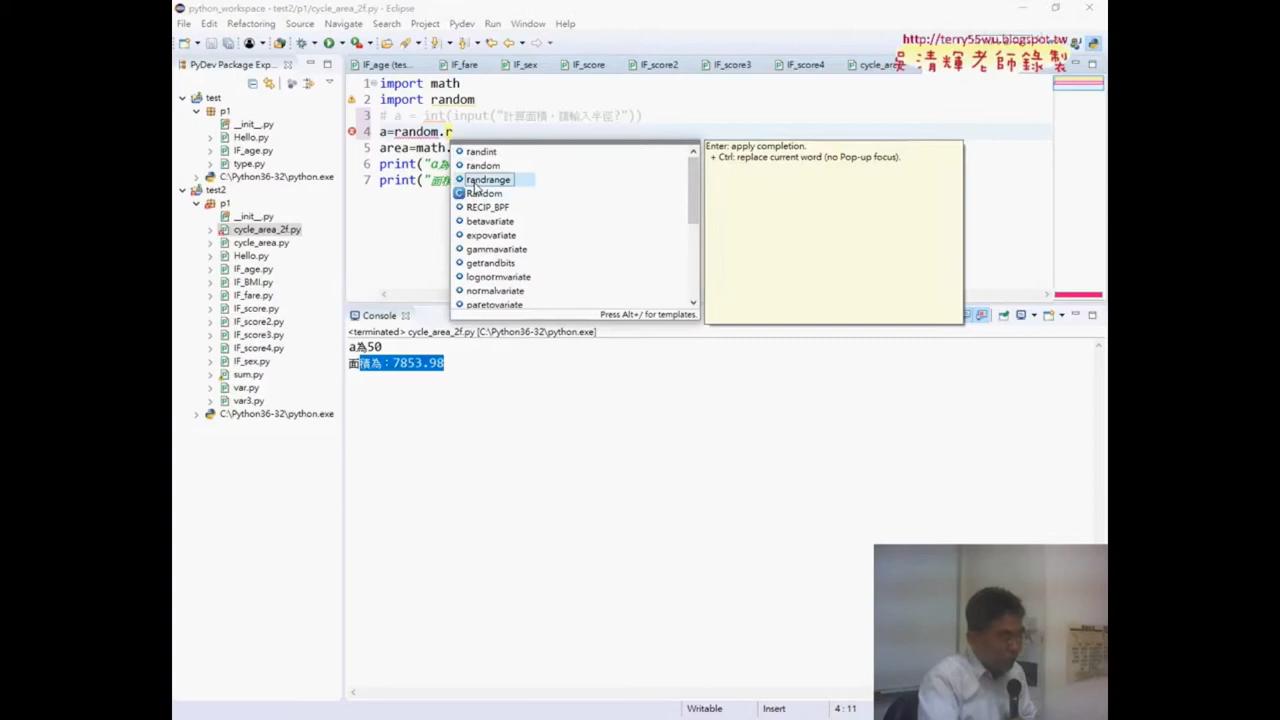 python_workspace - test2/p1/cycle_area_2f.py - Eclipse
File Edit Refactoring Source Navigate Search Project Pydev Run Window Help
http://terry55wu.blogspot.tw
吳清輝老師錄製
PyDev Package Exp...
IF_age (tes...
IF_fare
IF_sex
IF_score
IF_score2
IF_score3
IF_score4
cycle_area
test
p1
__init__.py
Hello.py
IF_age.py
type.py
C:\Python36-32\python.exe
test2
p1
__init__.py
cycle_area_2f.py
cycle_area.py
Hello.py
IF_age.py
IF_BMI.py
IF_fare.py
IF_score.py
IF_score2.py
IF_score3.py
IF_score4.py
IF_sex.py
sum.py
var.py
var3.py
C:\Python36-32\python.exe
1 import math
2 import random
3 # a = int(input("計算面積，請輸入半徑?"))
4 a=random.r
5 area=math.
6 print("a為
7 print("面積
randint
random
randrange
Random
RECIP_BPF
betavariate
expovariate
gammavariate
getrandbits
lognormvariate
normalvariate
paretovariate
Press Alt+/ for templates.
Enter: apply completion.
+ Ctrl: replace current word (no Pop-up focus).
Console
<terminated> cycle_area_2f.py [C:\Python36-32\python.exe]
a為50
面積為：7853.98
Writable Insert 4 : 11